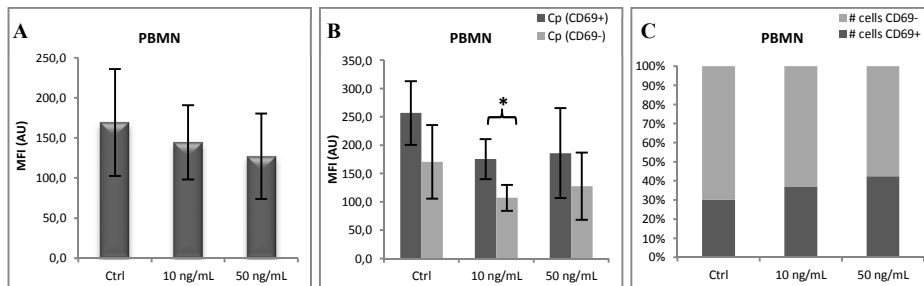 A
PBMN
MFI (AU)
250,0
200,0
150,0
100,0
50,0
0,0
Ctrl 10 ng/mL 50 ng/mL
B
Cp (CD69+)
Cp (CD69-)
PBMN
MFI (AU)
350,0
300,0
250,0
200,0
150,0
100,0
50,0
0,0
*
Ctrl 10 ng/mL 50 ng/mL
C
# cells CD69-
# cells CD69+
PBMN
100%
90%
80%
70%
60%
50%
40%
30%
20%
10%
0%
Ctrl 10 ng/mL 50 ng/mL